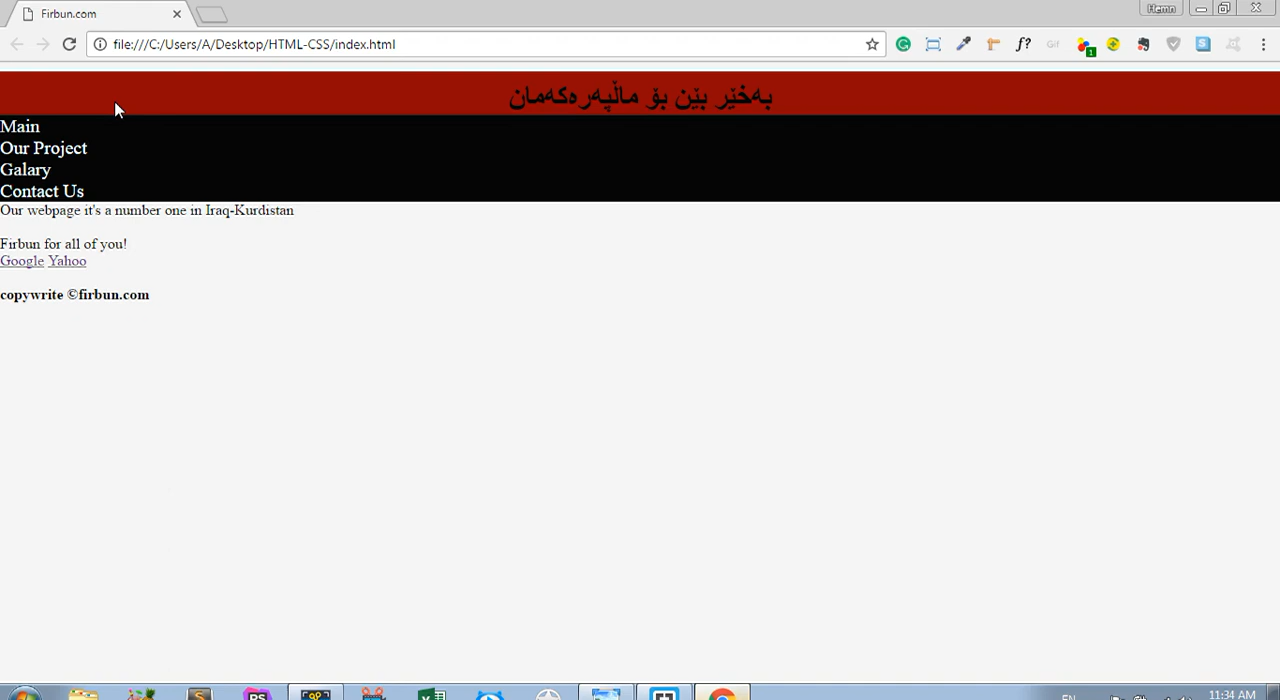 Firbun.com
Hemn
file:///C:/Users/A/Desktop/HTML-CSS/index.html
بەخێر بێن بۆ ماڵپەرەکەمان
Main
Our Project
Galary
Contact Us
Our webpage it's a number one in Iraq-Kurdistan
Firbun for all of you!
Google Yahoo
copywrite ©firbun.com
EN
11:34 AM